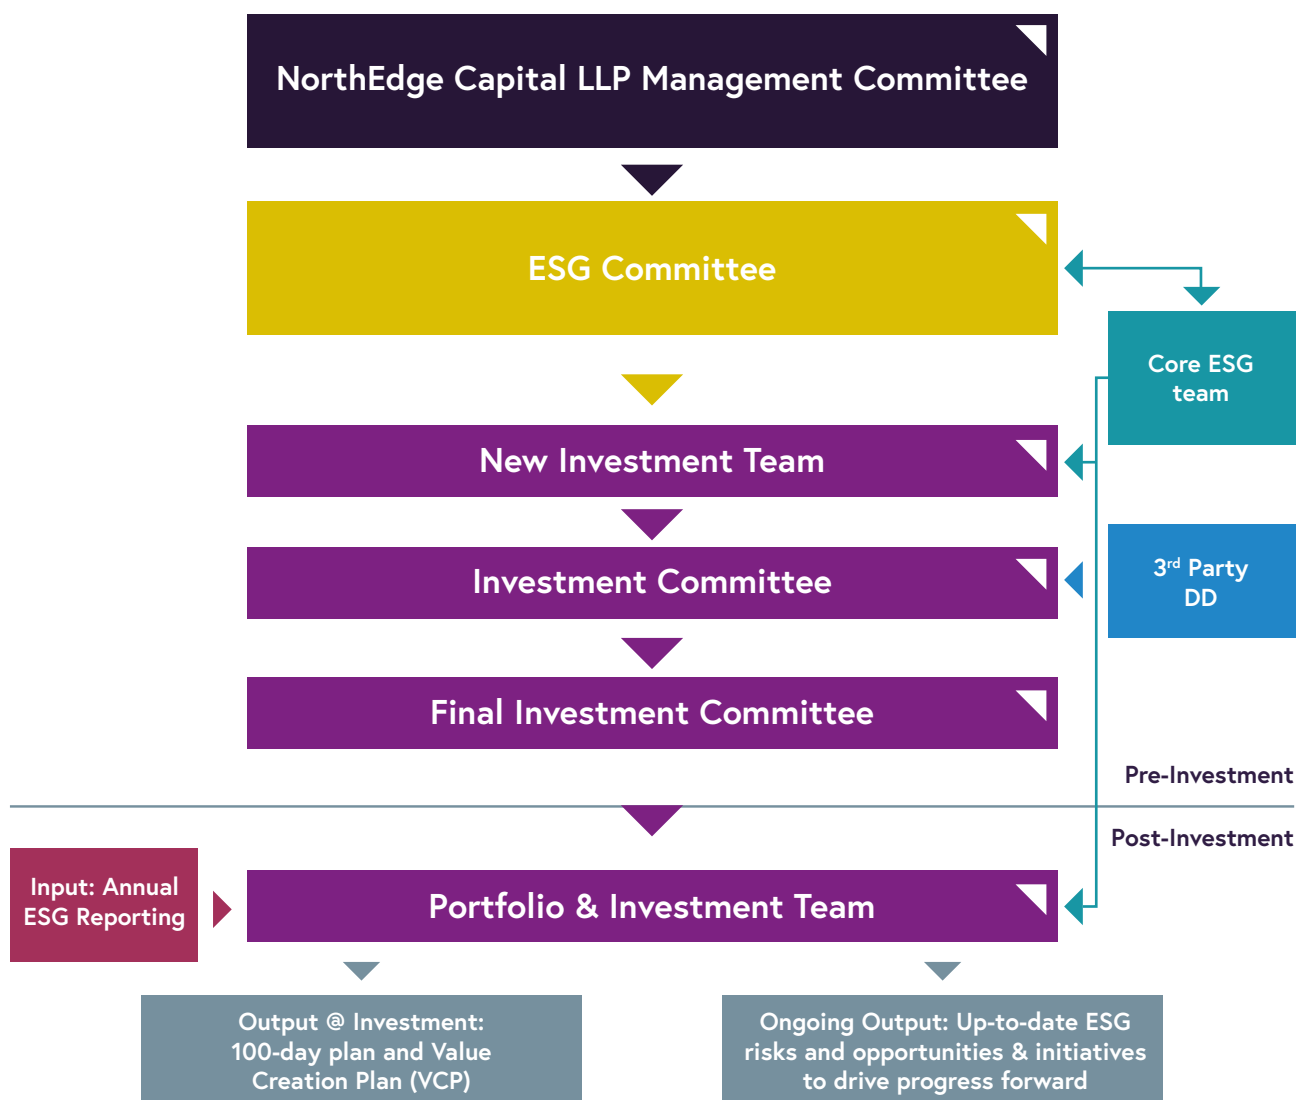 NorthEdge Capital LLP Management Committee
ESG Committee
Core ESG
team
New Investment Team
Investment Committee
3rd Party
DD
Final Investment Committee
Pre-Investment
Post-Investment
Input: Annual
ESG Reporting
Portfolio & Investment Team
Output @ Investment:
100-day plan and Value
Creation Plan (VCP)
Ongoing Output: Up-to-date ESG
risks and opportunities & initiatives
to drive progress forward